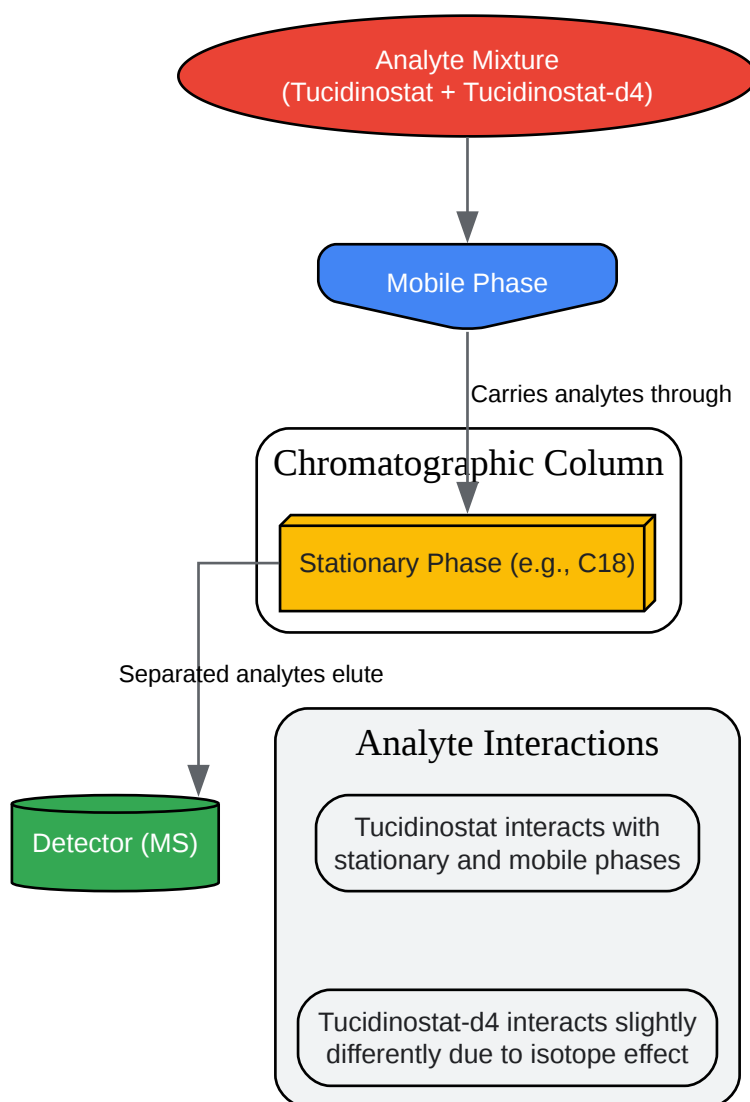 Analyte Mixture
(Tucidinostat + Tucidinostat-d4)
Mobile Phase
Carries analytes through
Chromatographic Column
Stationary Phase (e.g., C18)
Separated analytes elute
Analyte Interactions
Tucidinostat interacts with
stationary and mobile phases
Detector (MS)
Tucidinostat-d4 interacts slightly
differently due to isotope effect